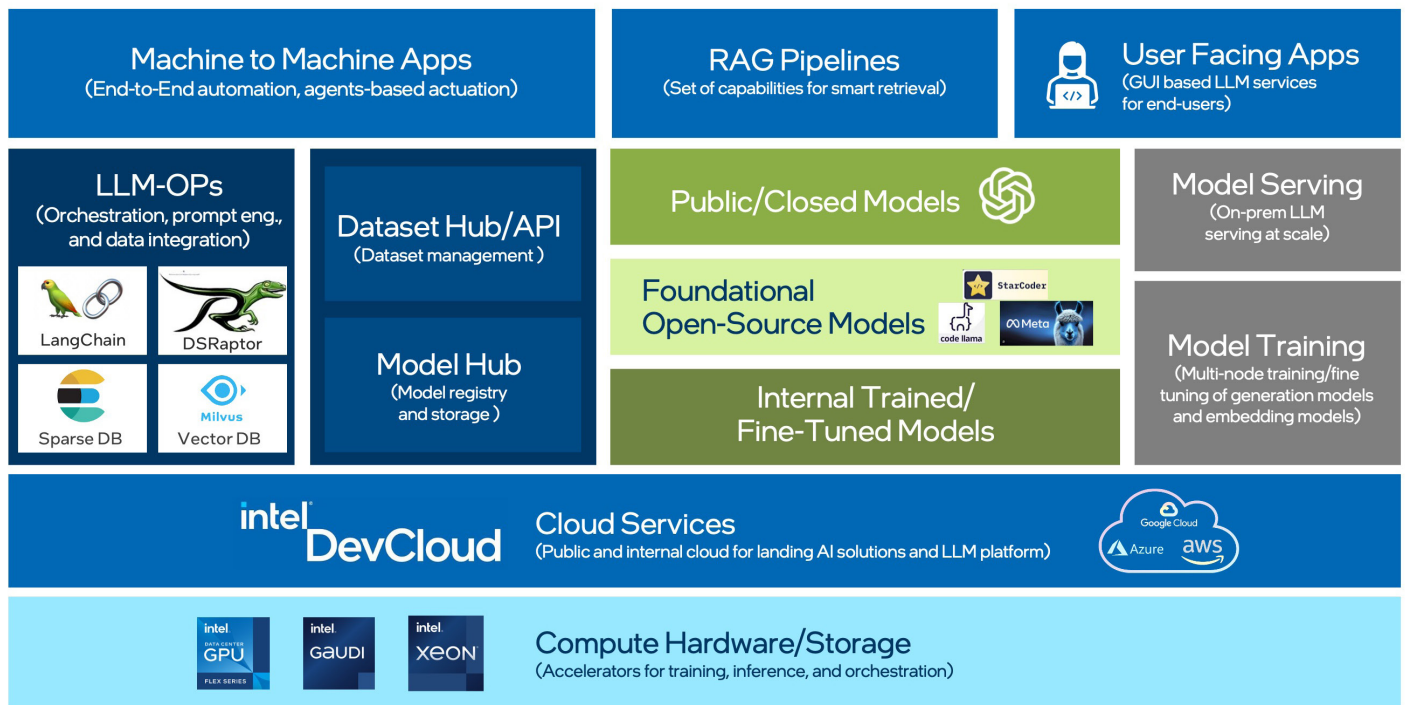 Machine to Machine Apps
(End-to-End automation, agents-based actuation)
RAG Pipelines
(Set of capabilities for smart retrieval)
</>
User Facing Apps
(GUI based LLM services
for end-users)
LLM-OPs
(Orchestration, prompt eng.,
and data integration)
LangChain
DSRaptor
Sparse DB
Milvus
Vector DB
Dataset Hub/API
(Dataset management )
Model Hub
(Model registry
and storage )
Public/Closed Models
Foundational
Open-Source Models
</>
StarCoder
code llama
Meta
Internal Trained/
Fine-Tuned Models
Model Serving
(On-prem LLM
serving at scale)
Model Training
(Multi-node training/fine
tuning of generation models
and embedding models)
intel®
DevCloud
Cloud Services
(Public and internal cloud for landing AI solutions and LLM platform)
Google Cloud
Azure
aws
intel.
DATA CENTER
GPU
FLEX SERIES
intel.
GAUDI
intel.
XEON
Compute Hardware/Storage
(Accelerators for training, inference, and orchestration)